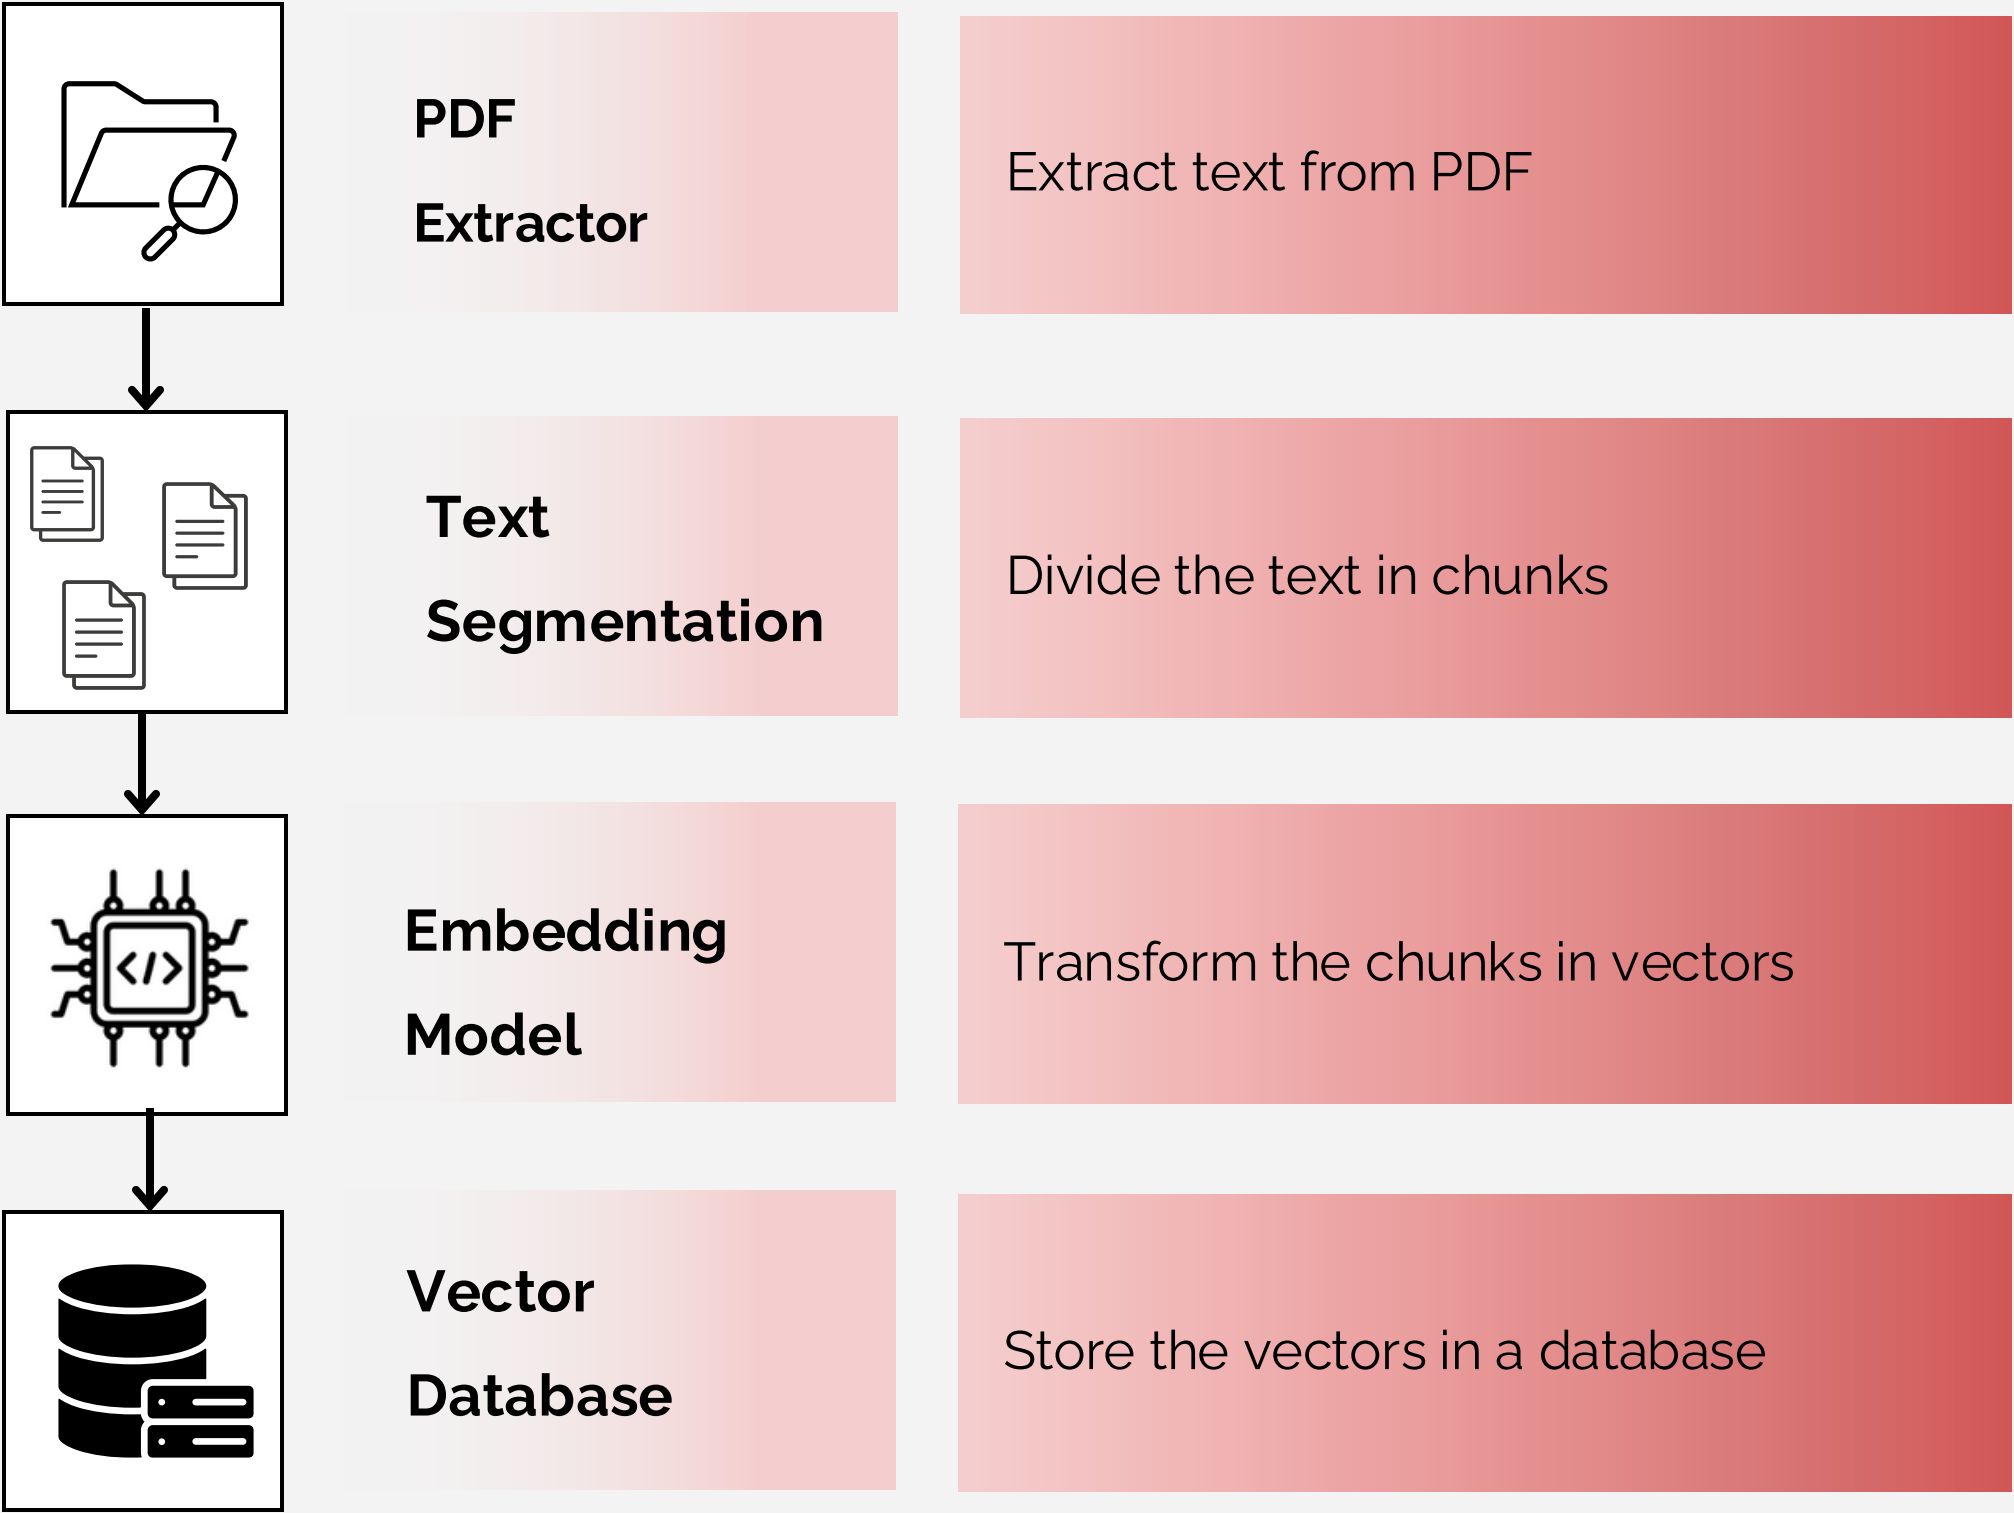 PDF
Extractor
Extract text from PDF
Text
Segmentation
Divide the text in chunks
</>
Embedding
Model
Transform the chunks in vectors
Vector
Database
Store the vectors in a database